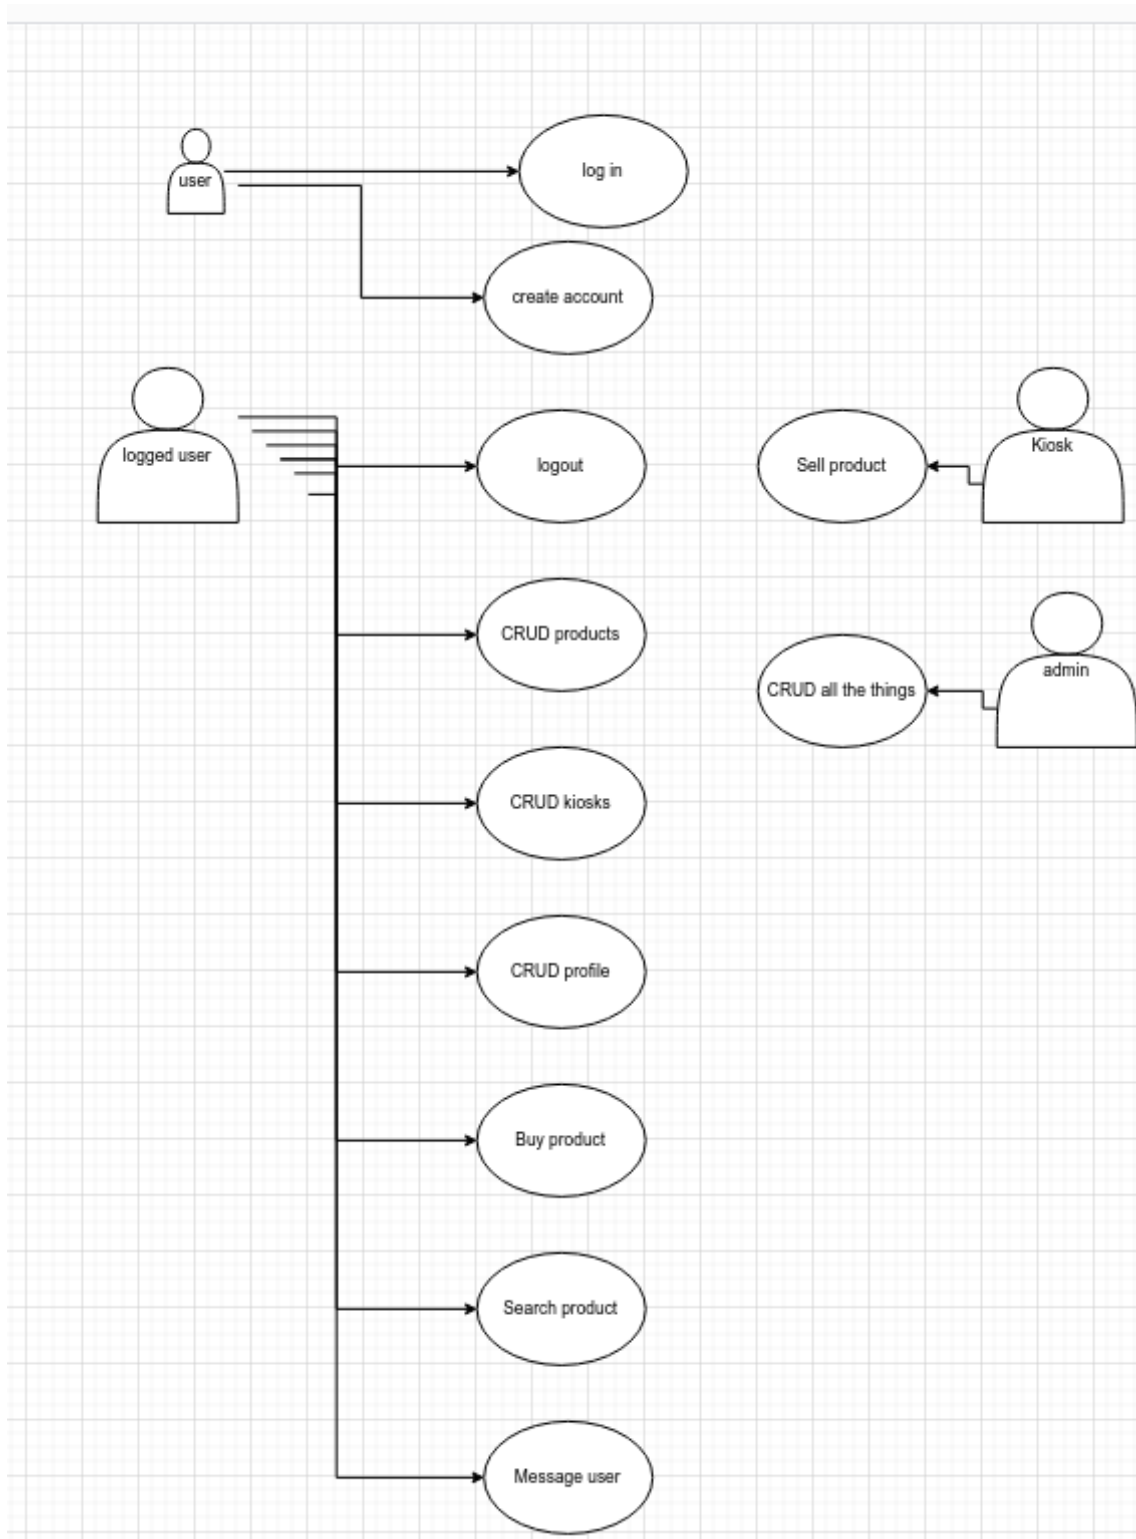 user
log in
create account
logged user
logout
Sell product
Kiosk
CRUD products
CRUD all the things
admin
CRUD kiosks
CRUD profile
Buy product
Search product
Message user